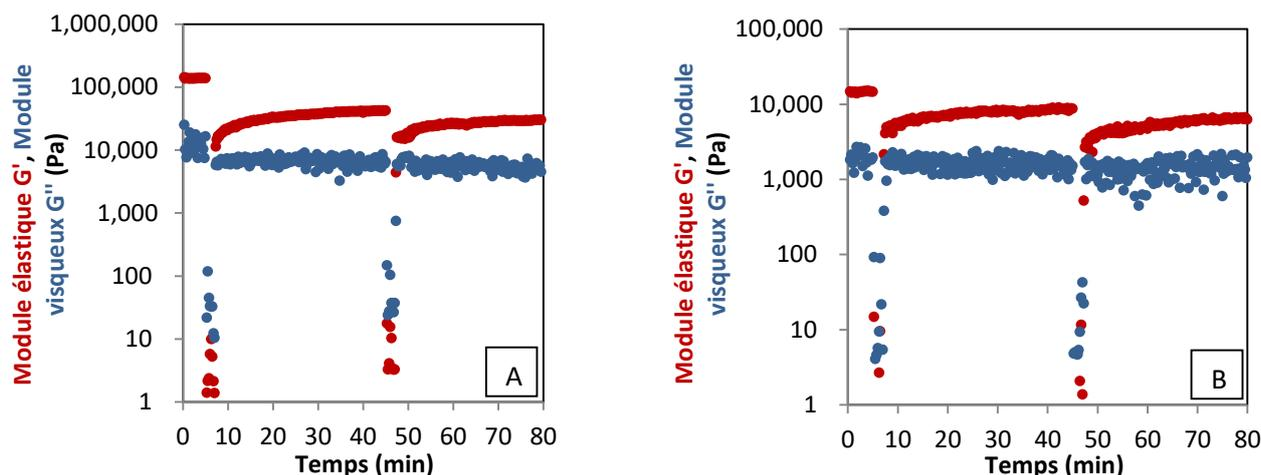 1,000,000
100,000
10,000
1,000
100
10
1
Module élastique G', Module
visqueux G'' (Pa)
0 10 20 30 40 50 60 70 80
Temps (min)
A
100,000
10,000
1,000
100
10
1
Module élastique G', Module
visqueux G'' (Pa)
0 10 20 30 40 50 60 70 80
Temps (min)
B